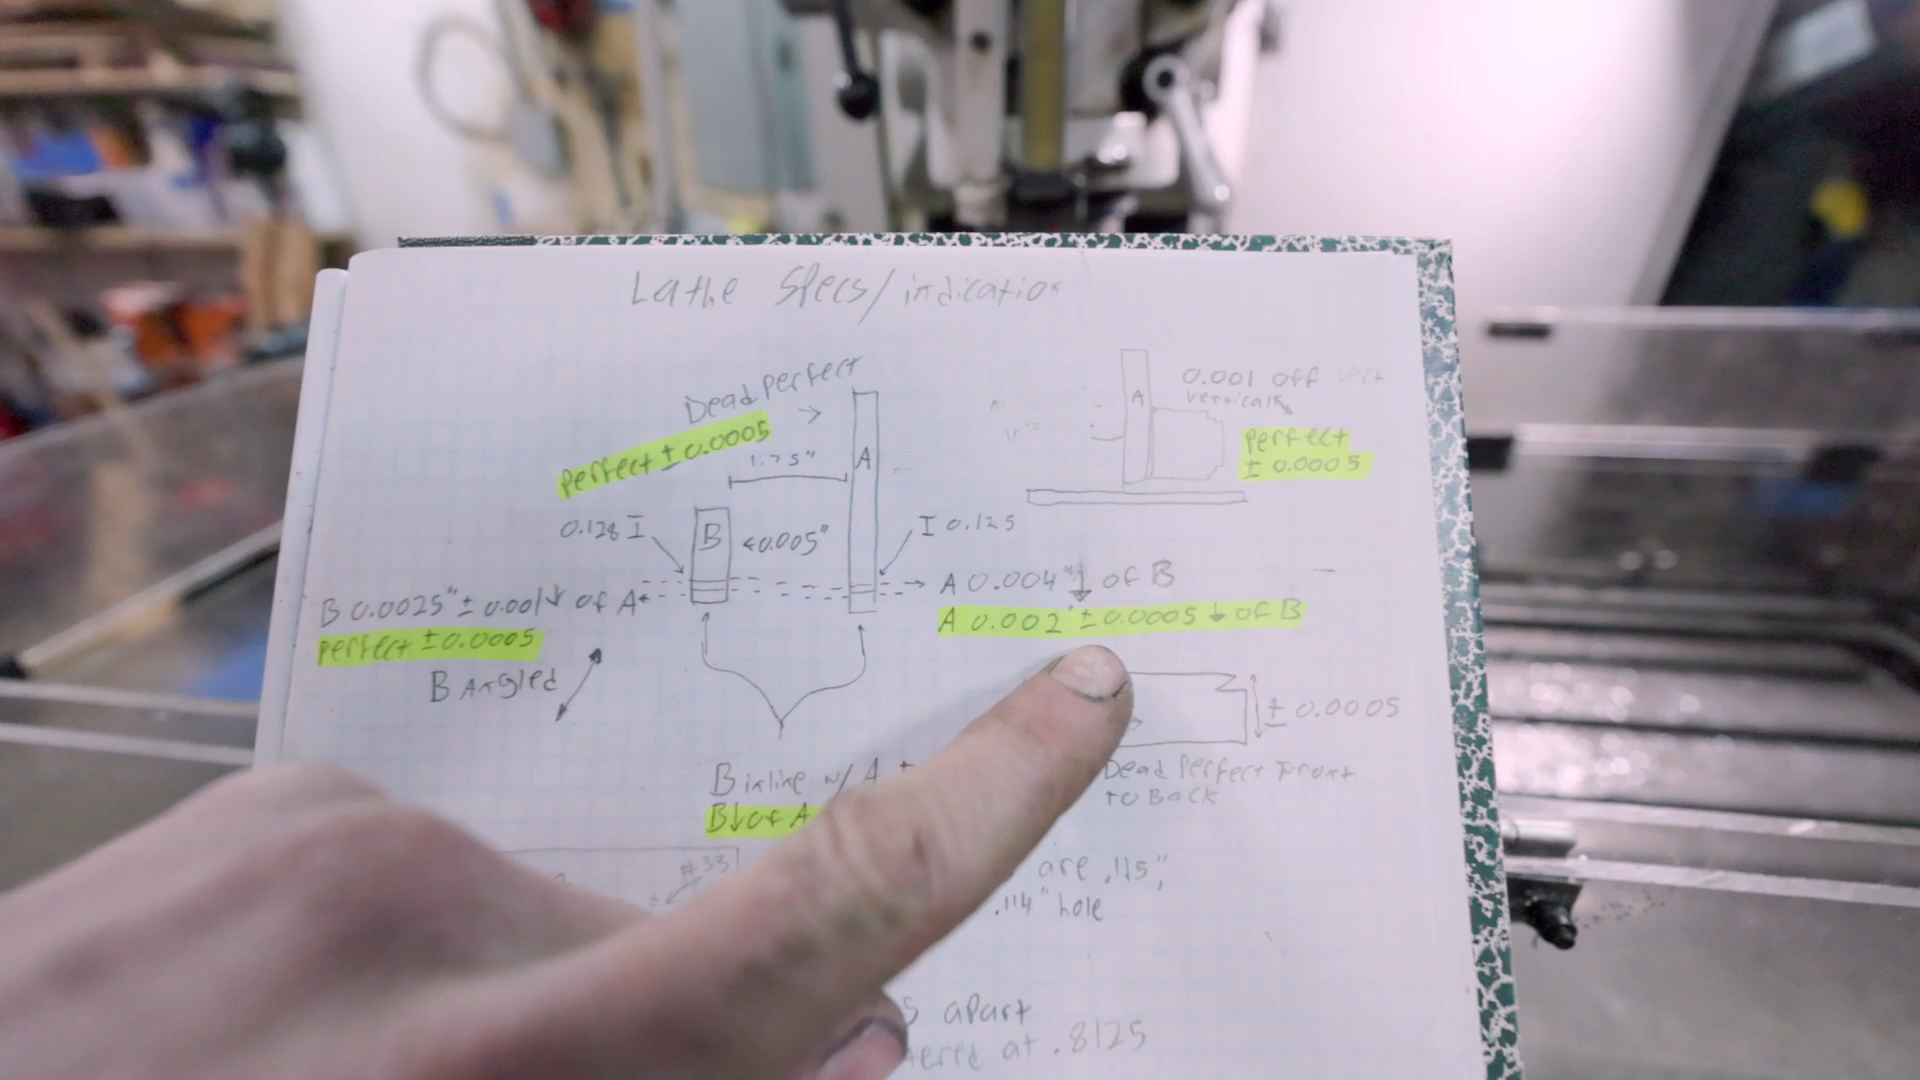 Lathe Specs/indication
Dead perfect
perfect ± 0.0005
1.75"
A
A
0.001 off
vertically
perfect
± 0.0005
0.128 I
B
<0.005"
I 0.125
B 0.0025" ± 0.001 ↓ of A
perfect ± 0.0005
B Angled
A 0.004" ↓ of B
A 0.002" ± 0.0005 ↓ of B
± 0.0005
Dead Perfect Front
to Back
B inline w/ A
B ↓ of A
#33
are .115",
.114" hole
apart
at .8125